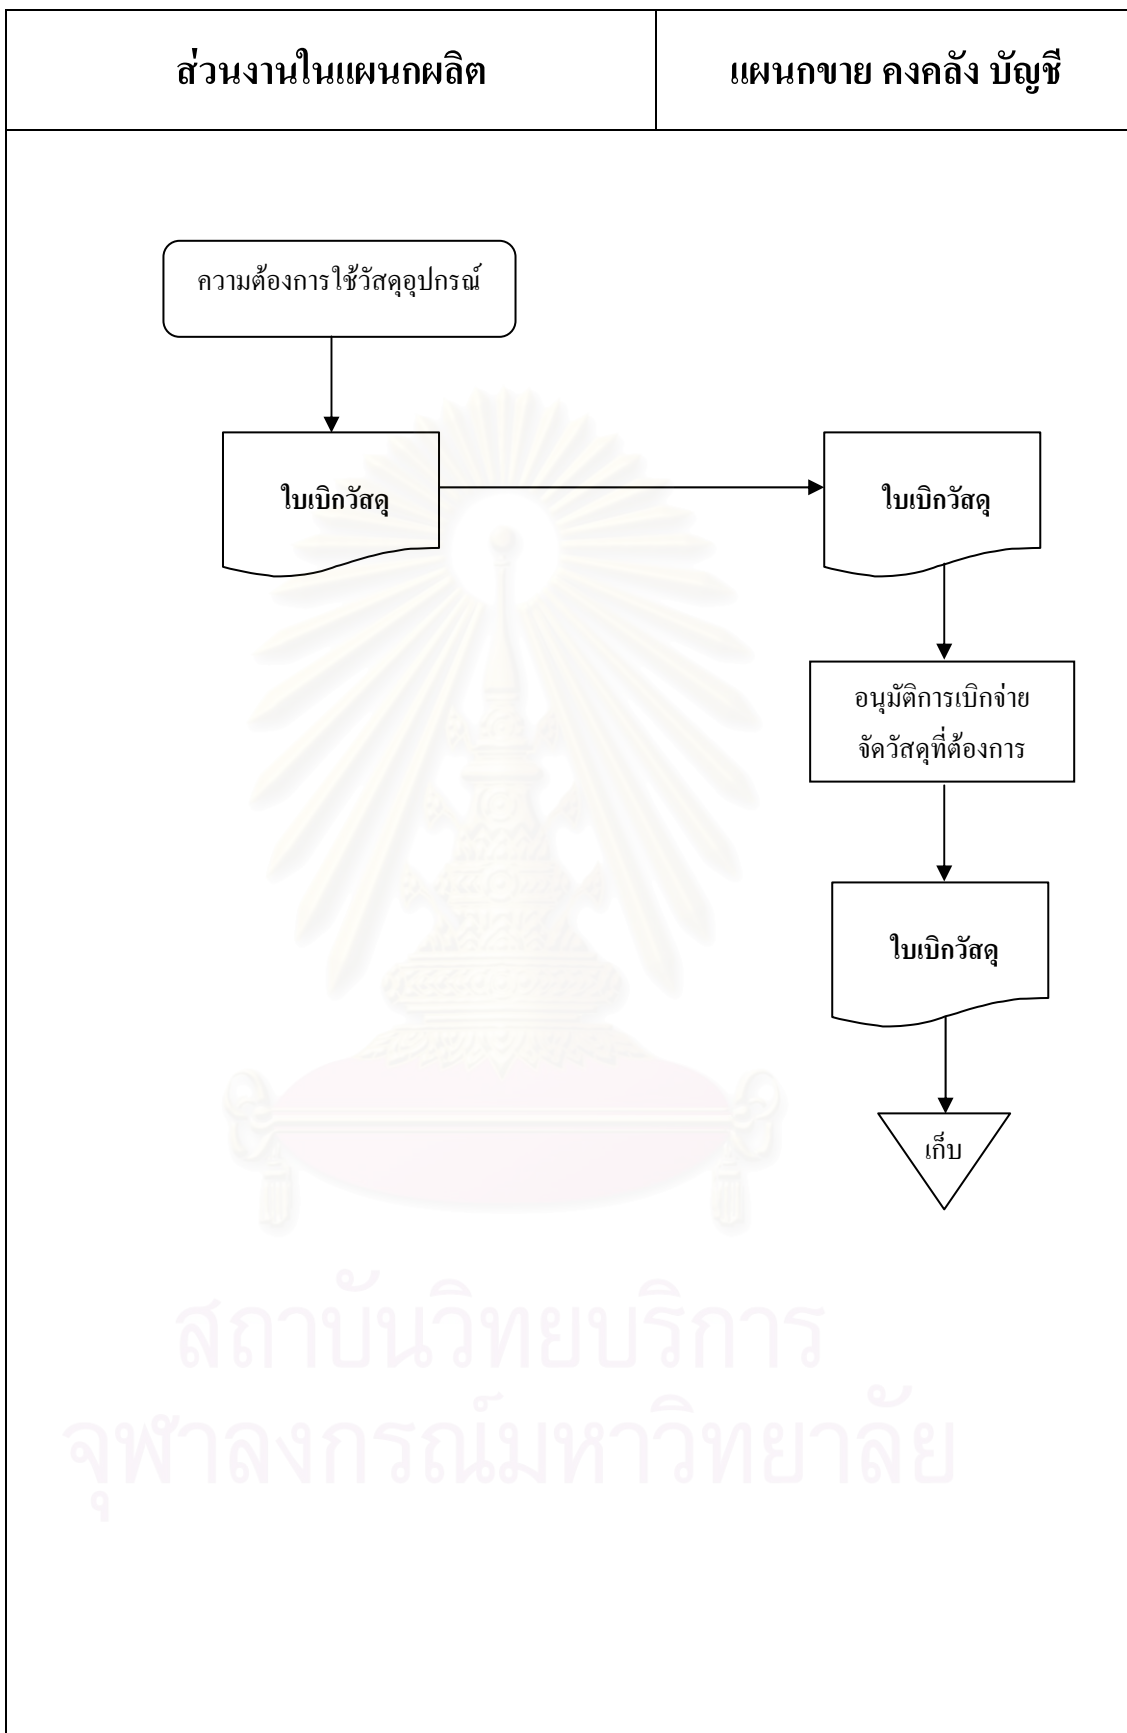 ส่วนงานในแผนกผลิต
แผนกขาย คงคลัง บัญชี
ความต้องการใช้วัสดุอุปกรณ์
ใบเบิกวัสดุ
ใบเบิกวัสดุ
อนุมัติการเบิกจ่าย
จัดวัสดุที่ต้องการ
ใบเบิกวัสดุ
เก็บ
สถาบันวิทยบริการ
จุฬาลงกรณ์มหาวิทยาลัย